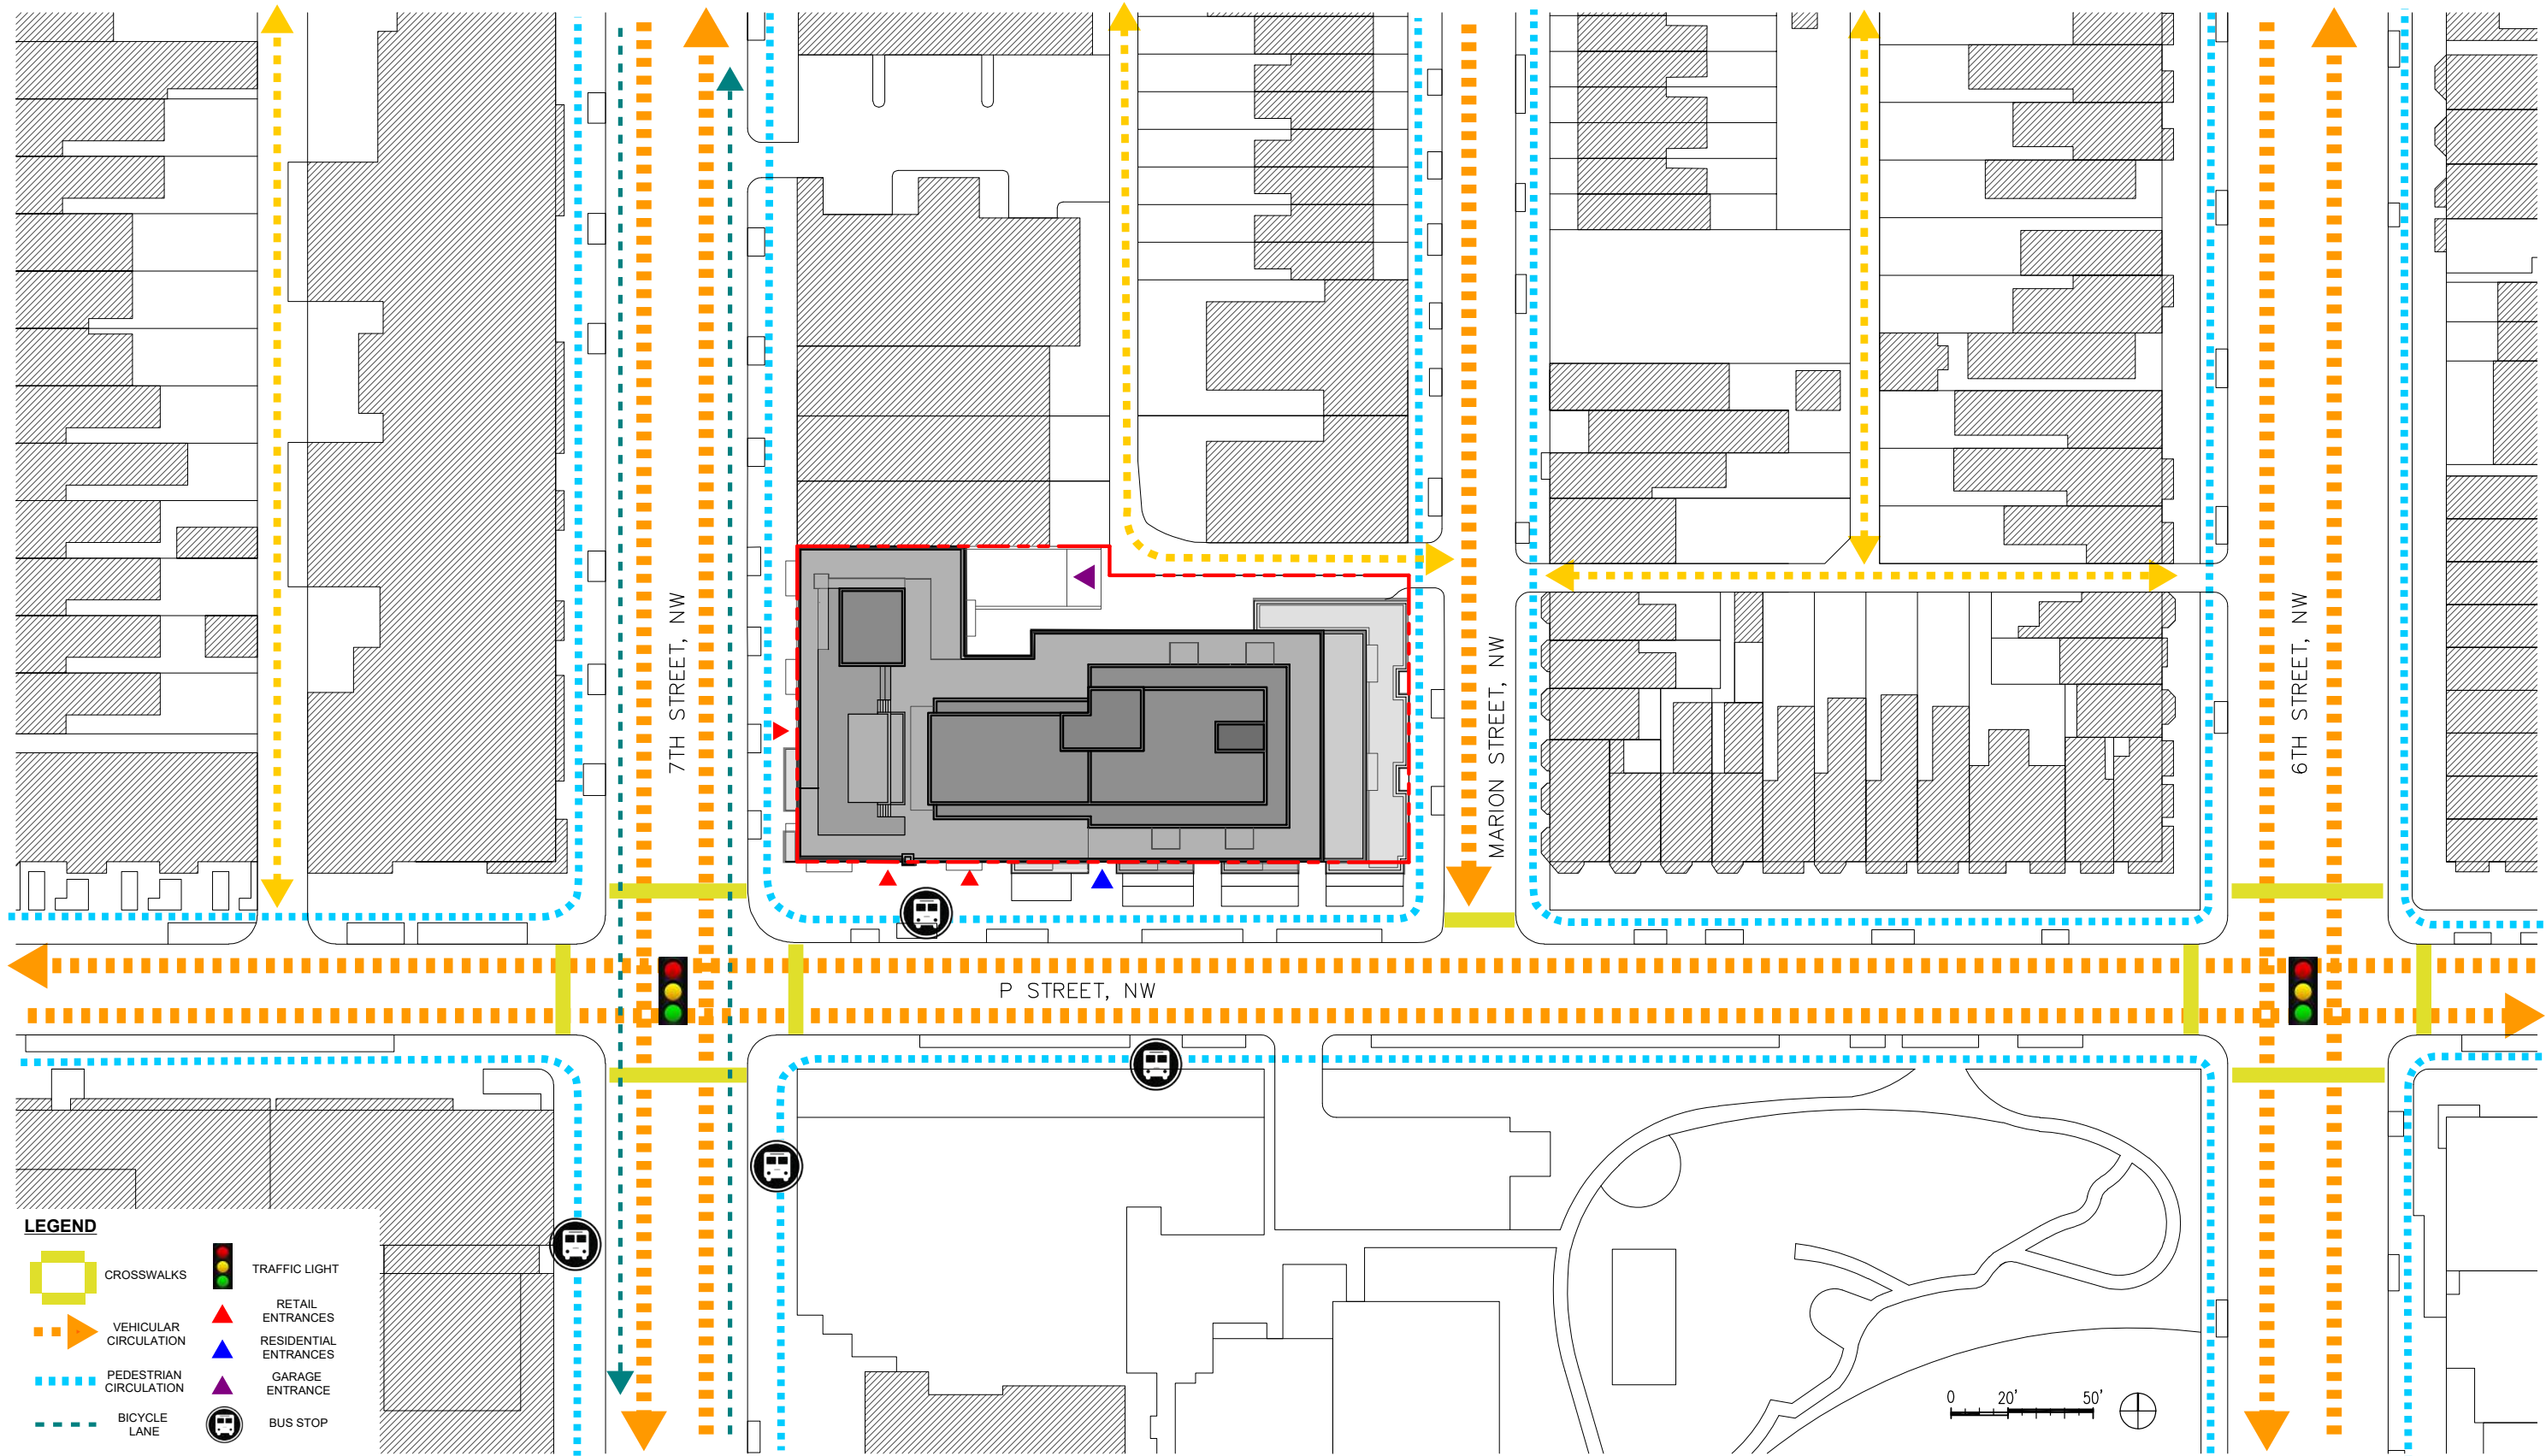 7TH STREET, NW
MARION STREET, NW
6TH STREET, NW
P STREET, NW
LEGEND
CROSSWALKS
VEHICULAR
CIRCULATION
PEDESTRIAN
CIRCULATION
BICYCLE
LANE
TRAFFIC LIGHT
RETAIL
ENTRANCES
RESIDENTIAL
ENTRANCES
GARAGE
ENTRANCE
BUS STOP
0 20' 50'